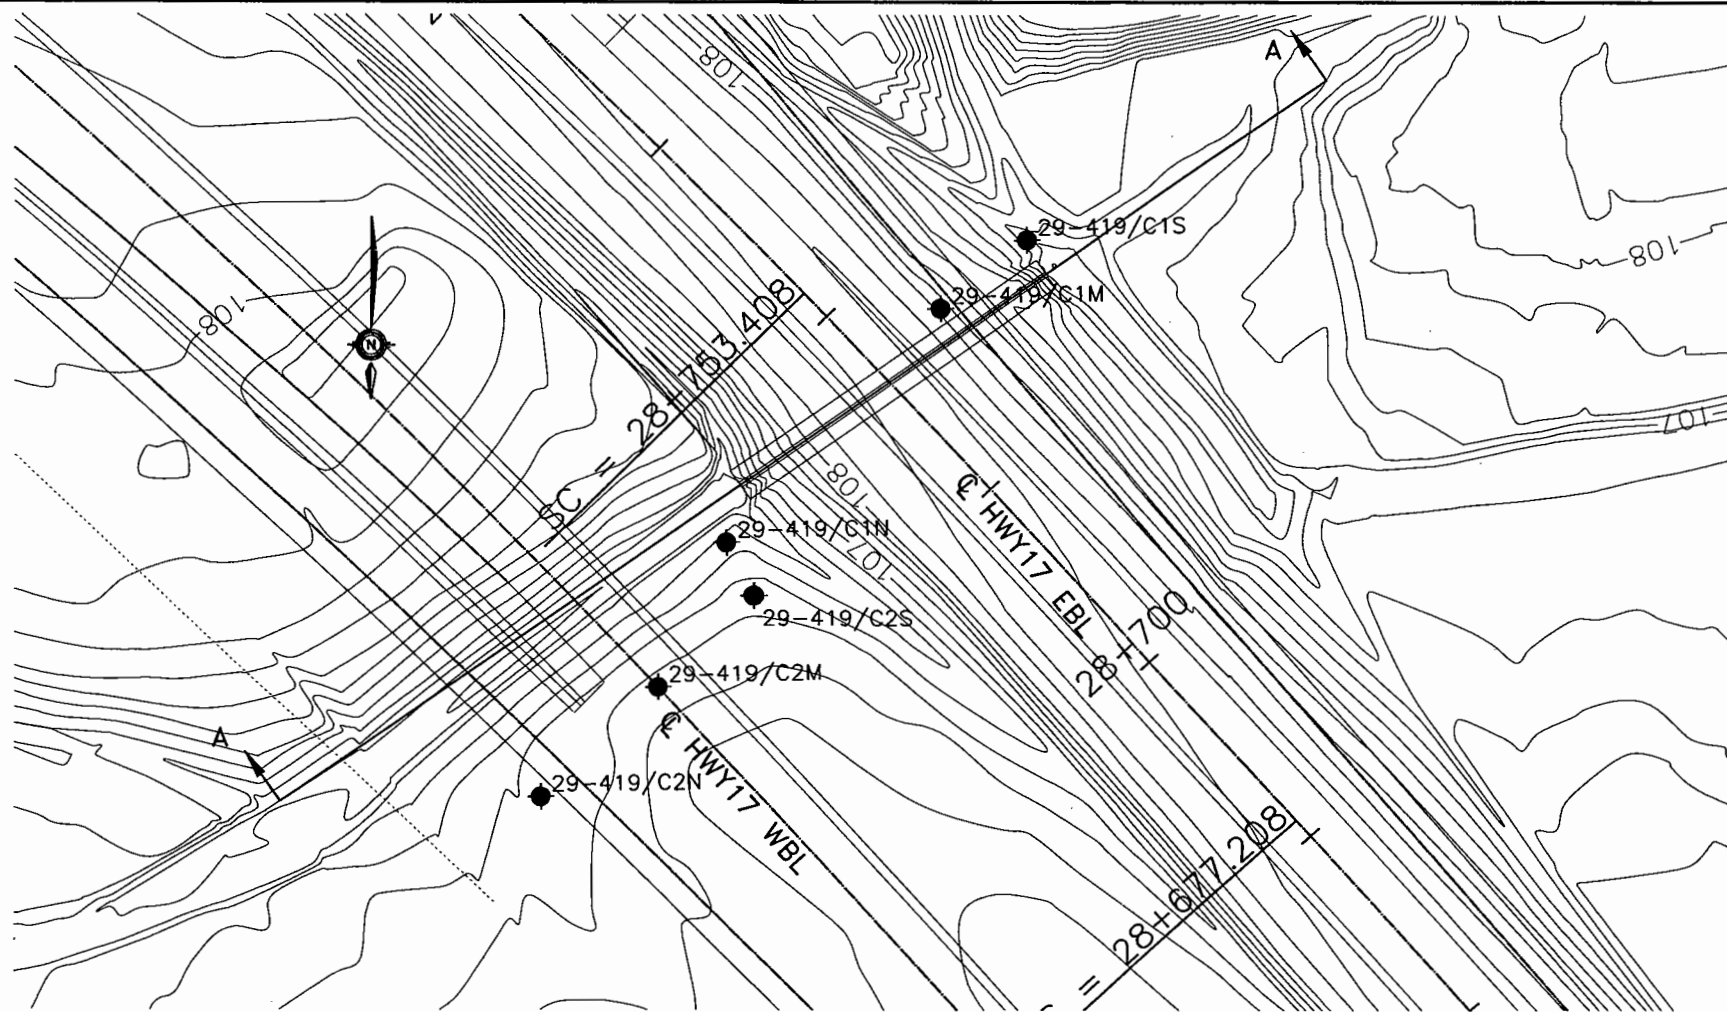 108
A
29-419/C1S
108
29-419/C1M
108
SC = 28+753.408
107
108
℄ HWY17 EBL
29-419/C1N
107
29-419/C2S
28+700
29-419/C2M
℄ HWY17 WBL
A
29-419/C2N
= 28+677.208
N